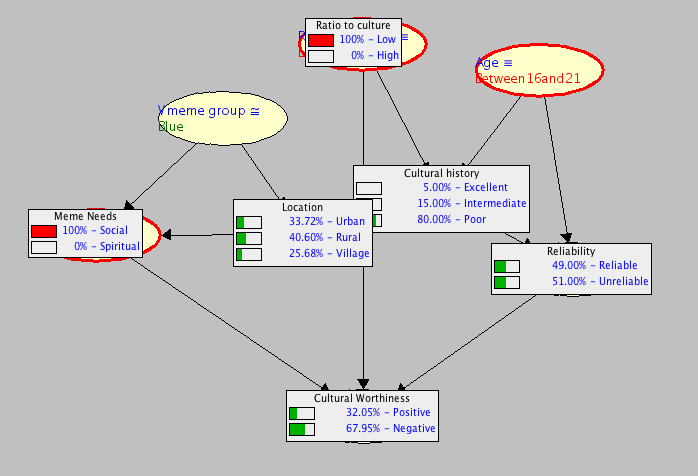 Ratio to culture
100% - Low
0% - High
≡
Age ≡
Between16and21
Vmeme group ≅
Blue
Cultural history
5.00% - Excellent
15.00% - Intermediate
80.00% - Poor
Meme Needs
100% - Social
0% - Spiritual
Location
33.72% - Urban
40.60% - Rural
25.68% - Village
Reliability
49.00% - Reliable
51.00% - Unreliable
Cultural Worthiness
32.05% - Positive
67.95% - Negative